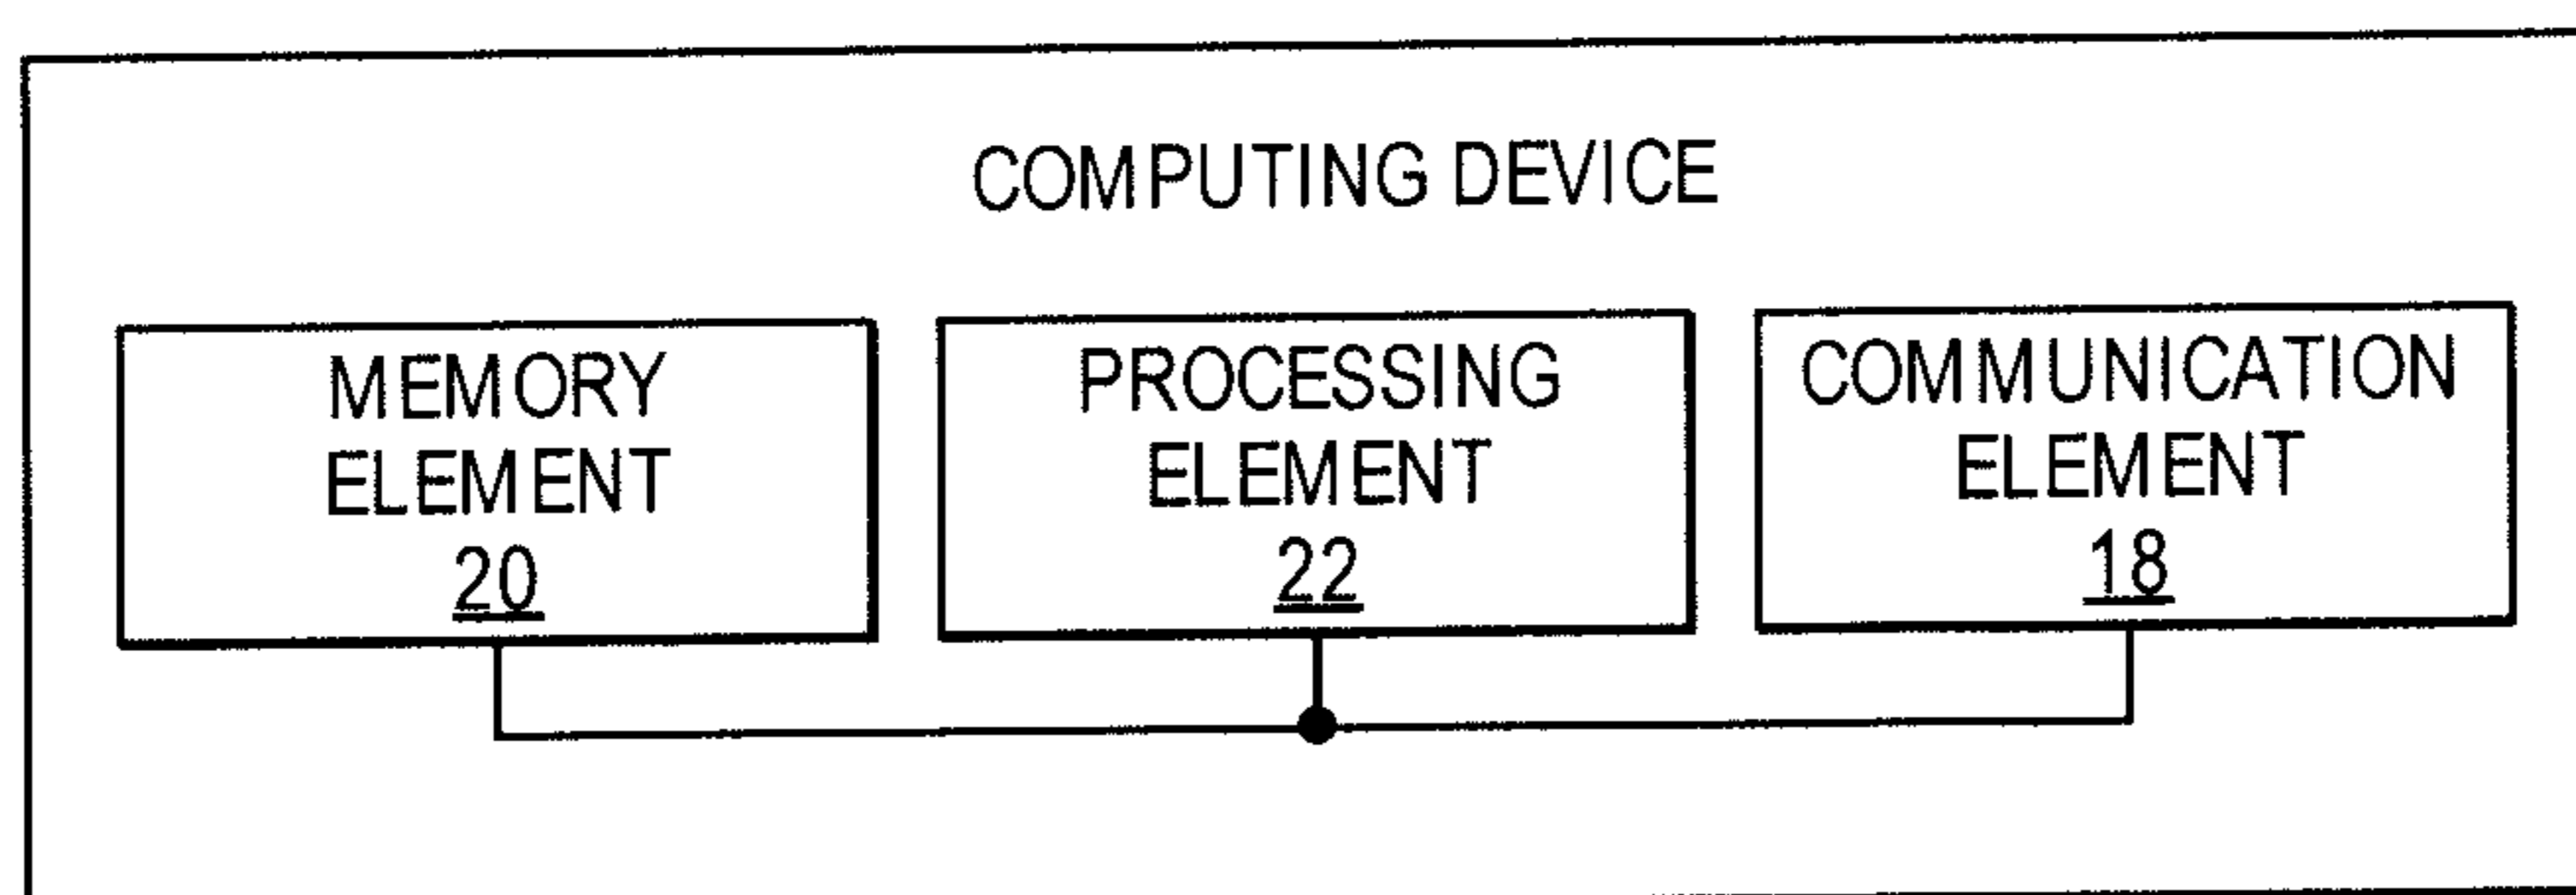 COMPUTING DEVICE
MEMORY
ELEMENT
20
PROCESSING
ELEMENT
22
COMMUNICATION
ELEMENT
18